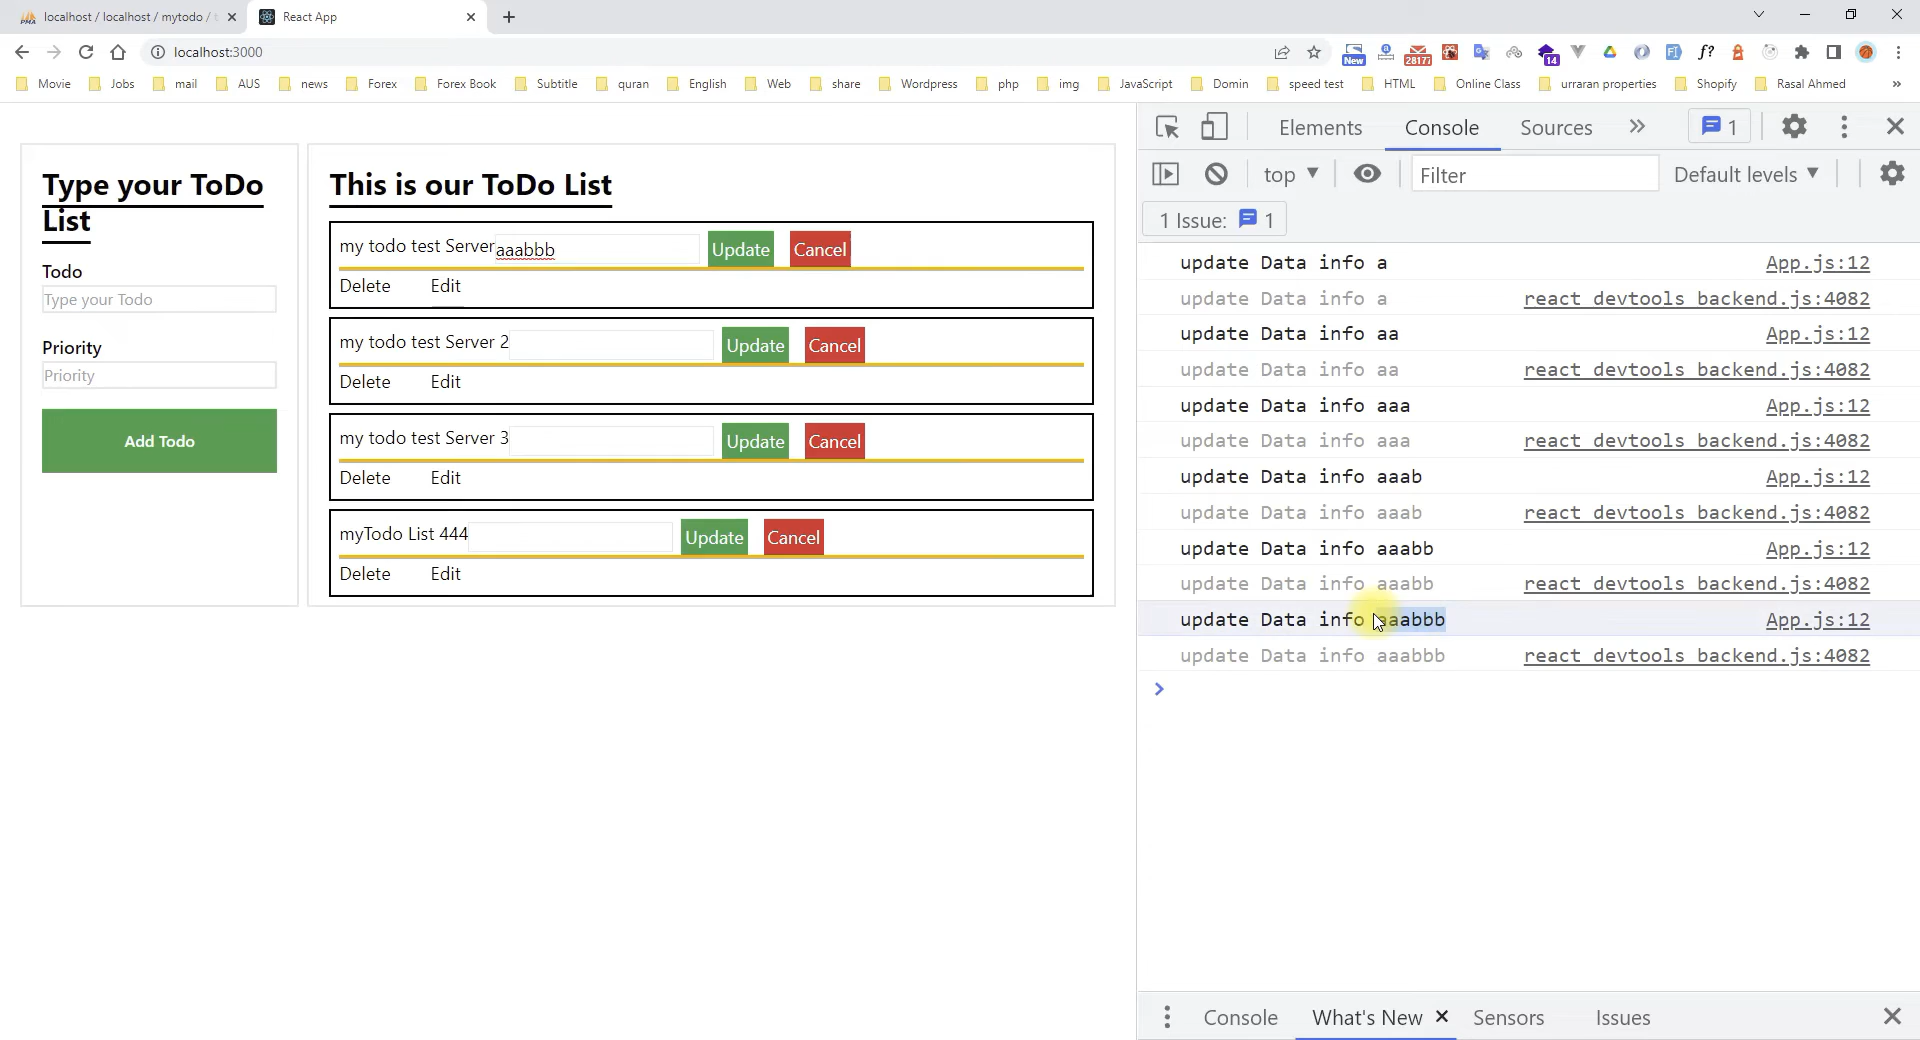 localhost / localhost / mytodo / t
React App
localhost:3000
New
28177
14
f?
Movie
Jobs
mail
AUS
news
Forex
Forex Book
Subtitle
quran
English
Web
share
Wordpress
php
img
JavaScript
Domin
speed test
HTML
Online Class
urraran properties
Shopify
Rasal Ahmed
»
Type your ToDo
List
Todo
Type your Todo
Priority
Priority
Add Todo
This is our ToDo List
my todo test Server aaabbb Update Cancel
Delete Edit
my todo test Server 2 Update Cancel
Delete Edit
my todo test Server 3 Update Cancel
Delete Edit
myTodo List 444 Update Cancel
Delete Edit
Elements Console Sources » 1
top Filter Default levels
1 Issue: 1
update Data info a App.js:12
update Data info a react_devtools_backend.js:4082
update Data info aa App.js:12
update Data info aa react_devtools_backend.js:4082
update Data info aaa App.js:12
update Data info aaa react_devtools_backend.js:4082
update Data info aaab App.js:12
update Data info aaab react_devtools_backend.js:4082
update Data info aaabb App.js:12
update Data info aaabb react_devtools_backend.js:4082
update Data info aaabbb App.js:12
update Data info aaabbb react_devtools_backend.js:4082
Console What's New Sensors Issues